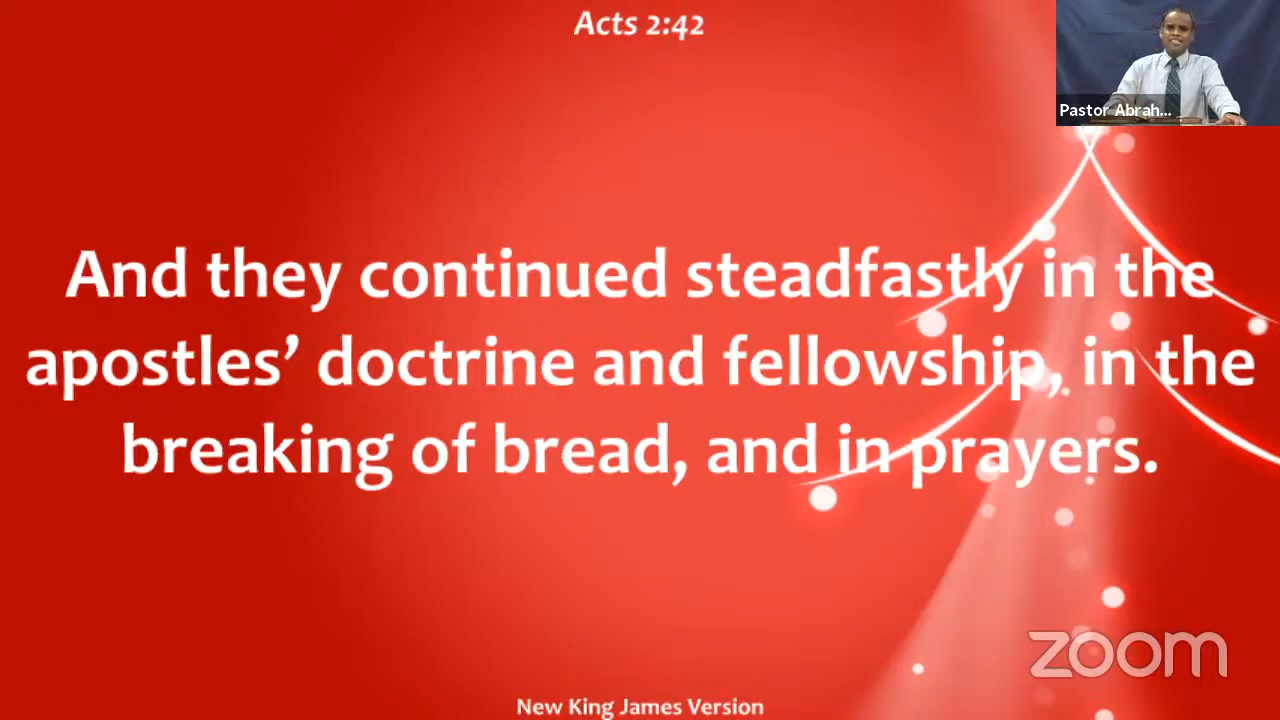 Acts 2:42
Pastor Abrah...
And they continued steadfastly in the
apostles’ doctrine and fellowship, in the
breaking of bread, and in prayers.
zoom
New King James Version